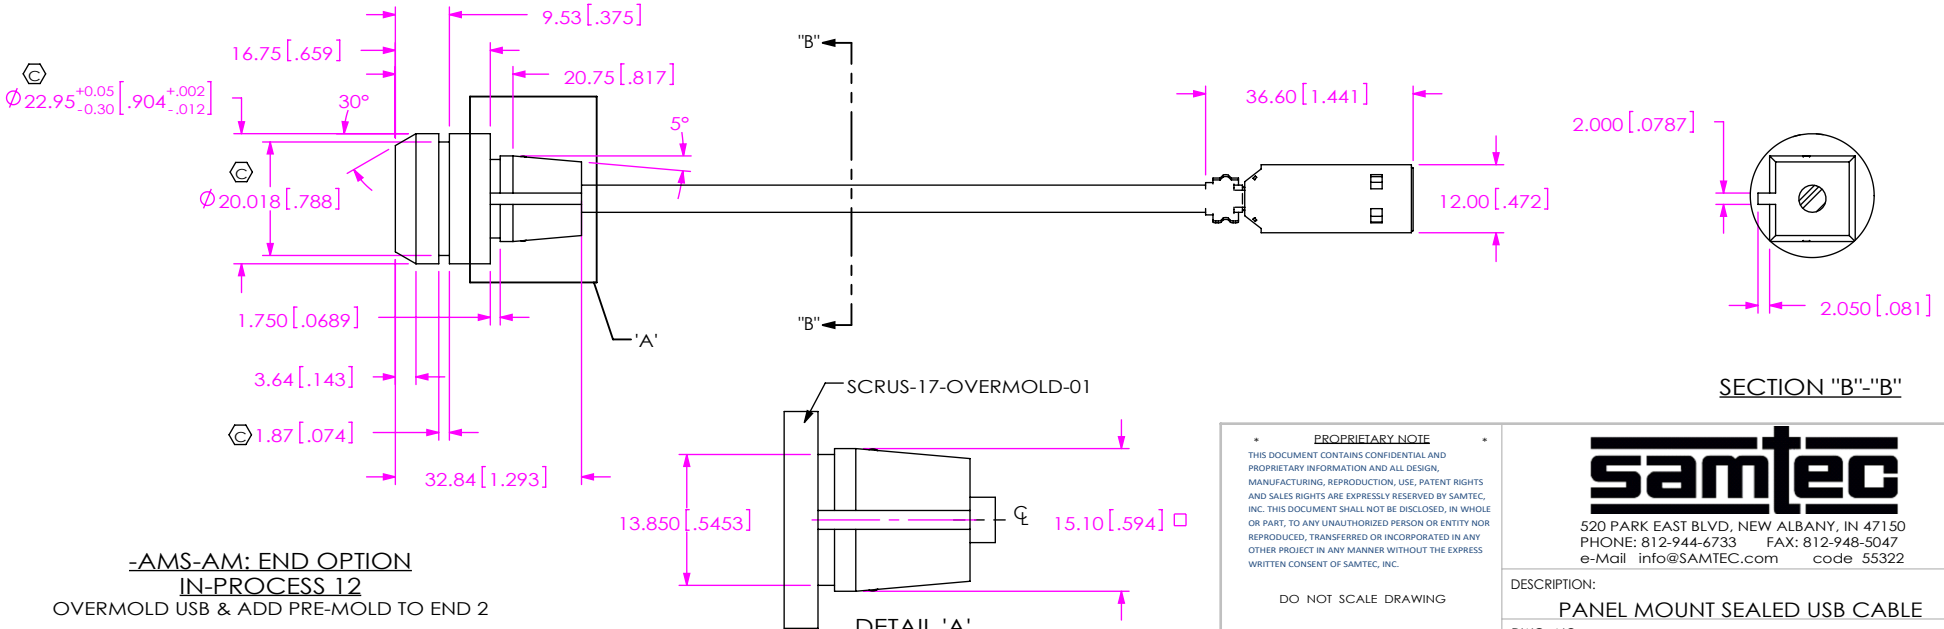 9.53[.375]
16.75[.659]
20.75[.817]
C
Ø22.95 +0.05 -0.30 [.904 +.002 -.012]
30°
5°
C
Ø20.018[.788]
1.750[.0689]
3.64[.143]
C 1.87[.074]
32.84[1.293]
'A'
"B"
"B"
36.60[1.441]
12.00[.472]
2.000[.0787]
2.050[.081]
SECTION "B"-"B"
SCRUS-17-OVERMOLD-01
13.850[.5453]
℄
15.10[.594] □
DETAIL 'A'
-AMS-AM: END OPTION
IN-PROCESS 12
OVERMOLD USB & ADD PRE-MOLD TO END 2
* PROPRIETARY NOTE *
THIS DOCUMENT CONTAINS CONFIDENTIAL AND
PROPRIETARY INFORMATION AND ALL DESIGN,
MANUFACTURING, REPRODUCTION, USE, PATENT RIGHTS
AND SALES RIGHTS ARE EXPRESSLY RESERVED BY SAMTEC,
INC. THIS DOCUMENT SHALL NOT BE DISCLOSED, IN WHOLE
OR PART, TO ANY UNAUTHORIZED PERSON OR ENTITY NOR
REPRODUCED, TRANSFERRED OR INCORPORATED IN ANY
OTHER PROJECT IN ANY MANNER WITHOUT THE EXPRESS
WRITTEN CONSENT OF SAMTEC, INC.
DO NOT SCALE DRAWING
samtec
520 PARK EAST BLVD, NEW ALBANY, IN 47150
PHONE: 812-944-6733 FAX: 812-948-5047
e-Mail info@SAMTEC.com code 55322
DESCRIPTION:
PANEL MOUNT SEALED USB CABLE